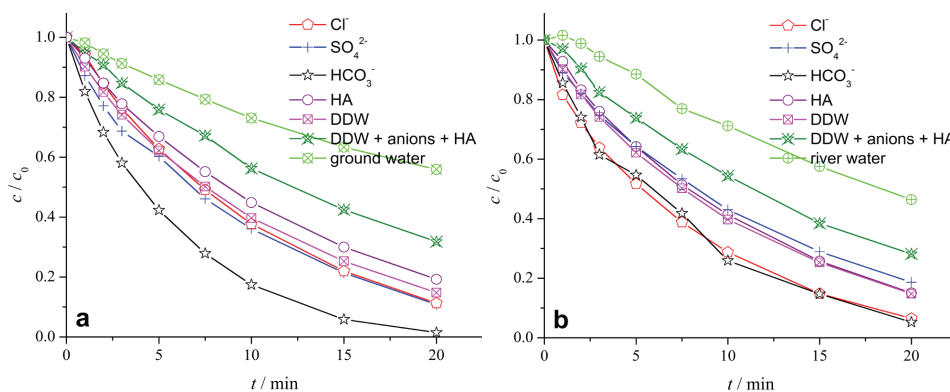 Cl⁻
SO₄²⁻
HCO₃⁻
HA
DDW
DDW + anions + HA
ground water
1.0
0.8
0.6
0.4
0.2
0.0
c / c₀
a
0 5 10 15 20
t / min
Cl⁻
SO₄²⁻
HCO₃⁻
HA
DDW
DDW + anions + HA
river water
1.0
0.8
0.6
0.4
0.2
0.0
c / c₀
b
0 5 10 15 20
t / min